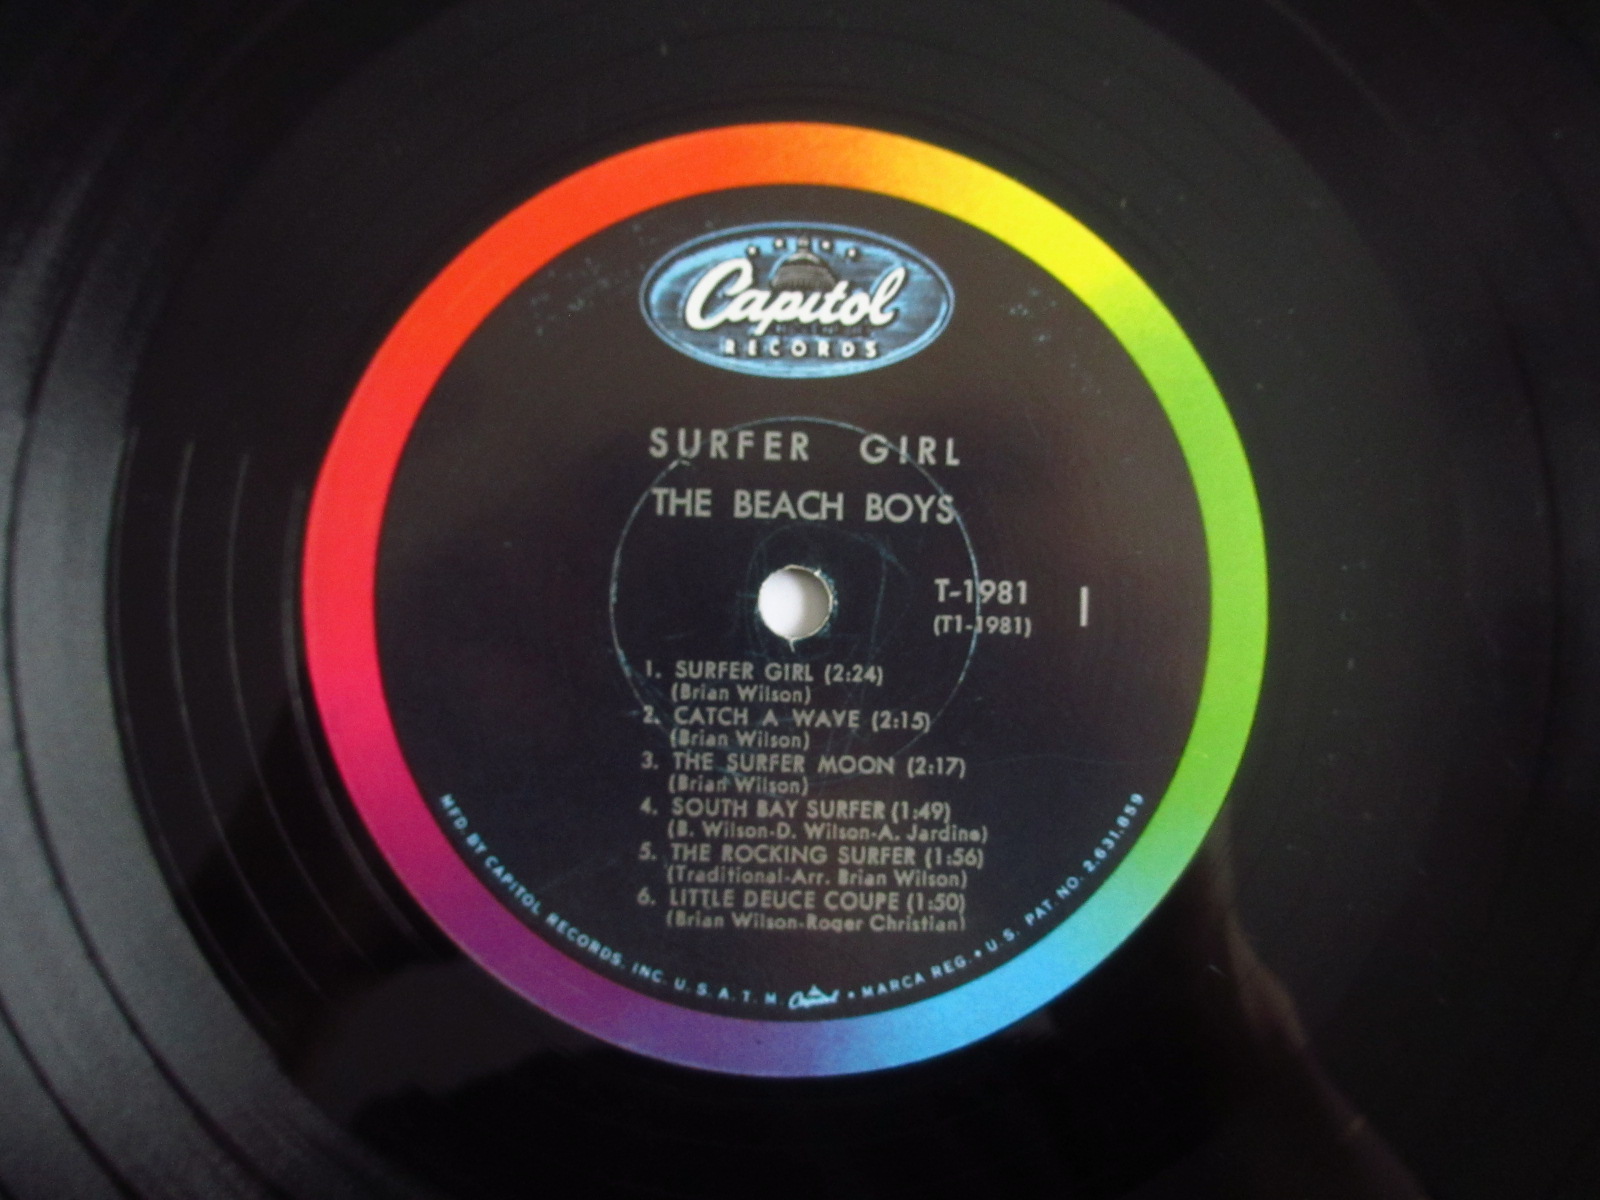 Capitol
RECORDS
SURFER GIRL
THE BEACH BOYS
T-1981
(T1-1981)
1
1. SURFER GIRL (2:24)
(Brian Wilson)
2. CATCH A WAVE (2:15)
(Brian Wilson)
3. THE SURFER MOON (2:17)
(Brian Wilson)
4. SOUTH BAY SURFER (1:49)
(B. Wilson-D. Wilson-A. Jardine)
5. THE ROCKING SURFER (1:56)
(Traditional-Arr. Brian Wilson)
6. LITTLE DEUCE COUPE (1:50)
(Brian Wilson-Roger Christian)
MFD. BY CAPITOL RECORDS, INC. U.S.A. T.M. Capitol • MARCA REG. • U.S. PAT. NO. 2,631,859